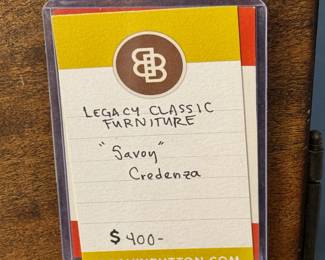 LEGACY CLASSIC
FURNITURE
"Savoy"
Credenza
$400-